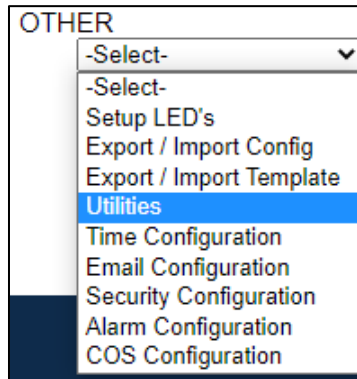 OTHER
-Select-
-Select-
Setup LED's
Export / Import Config
Export / Import Template
Utilities
Time Configuration
Email Configuration
Security Configuration
Alarm Configuration
COS Configuration